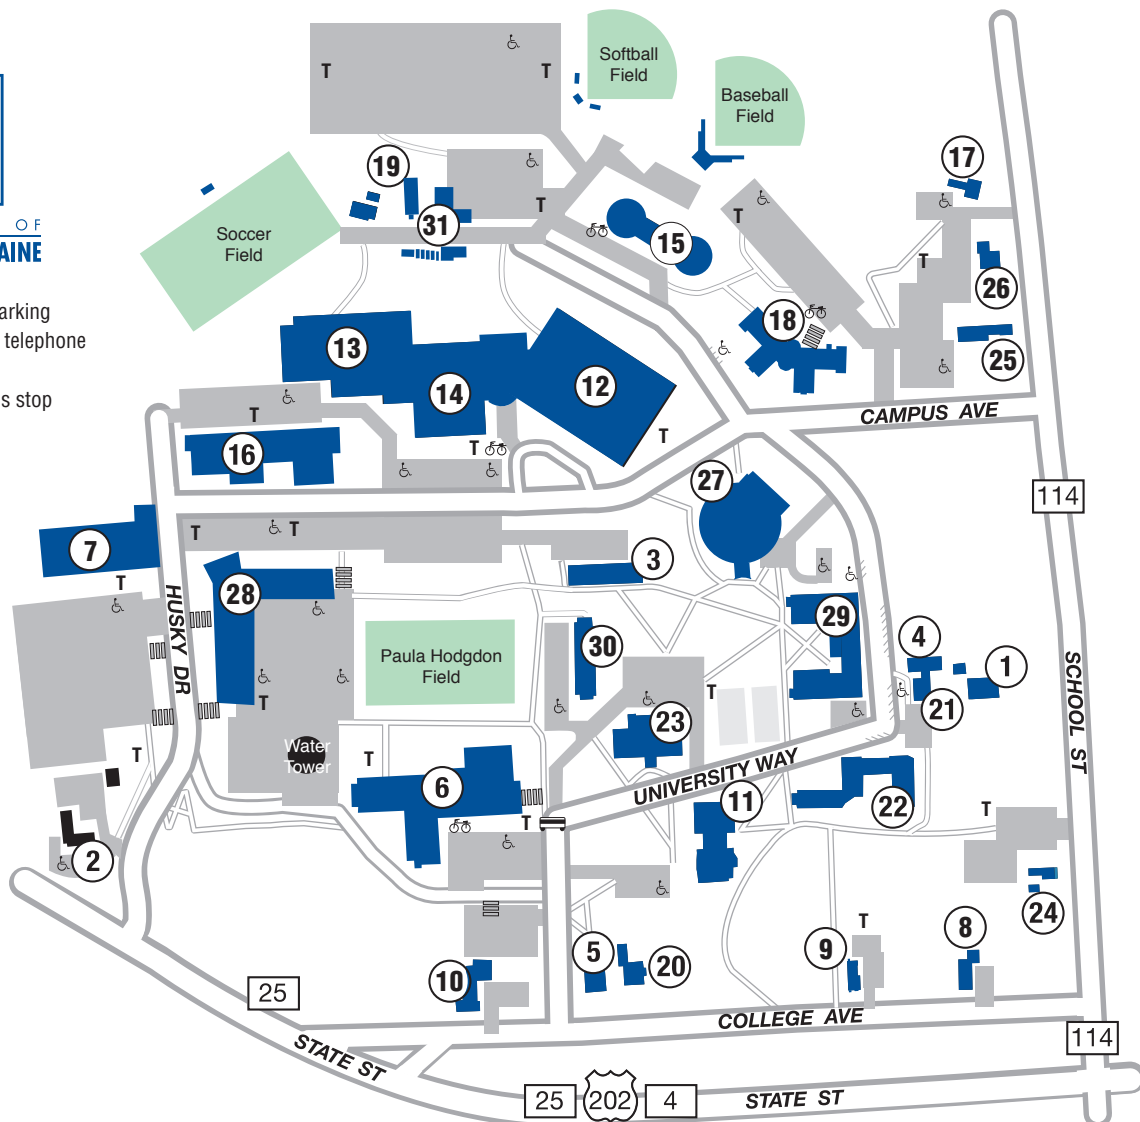 Softball
Field
T
T
Baseball
Field
17
19
T
31
T
15
Soccer
Field
O F
AINE
T
26
arking
telephone
s stop
18
25
13
14
12
CAMPUS AVE
T
T
T
16
27
114
T
T
7
3
T
28
HUSKY DR
29
4
30
Paula Hodgdon
Field
1
SCHOOL ST
T
T
21
23
Water
Tower
T
T
UNIVERSITY WAY
6
11
22
T
T
2
24
T
8
9
5
20
10
25
COLLEGE AVE
114
STATE ST
25
202
4
STATE ST